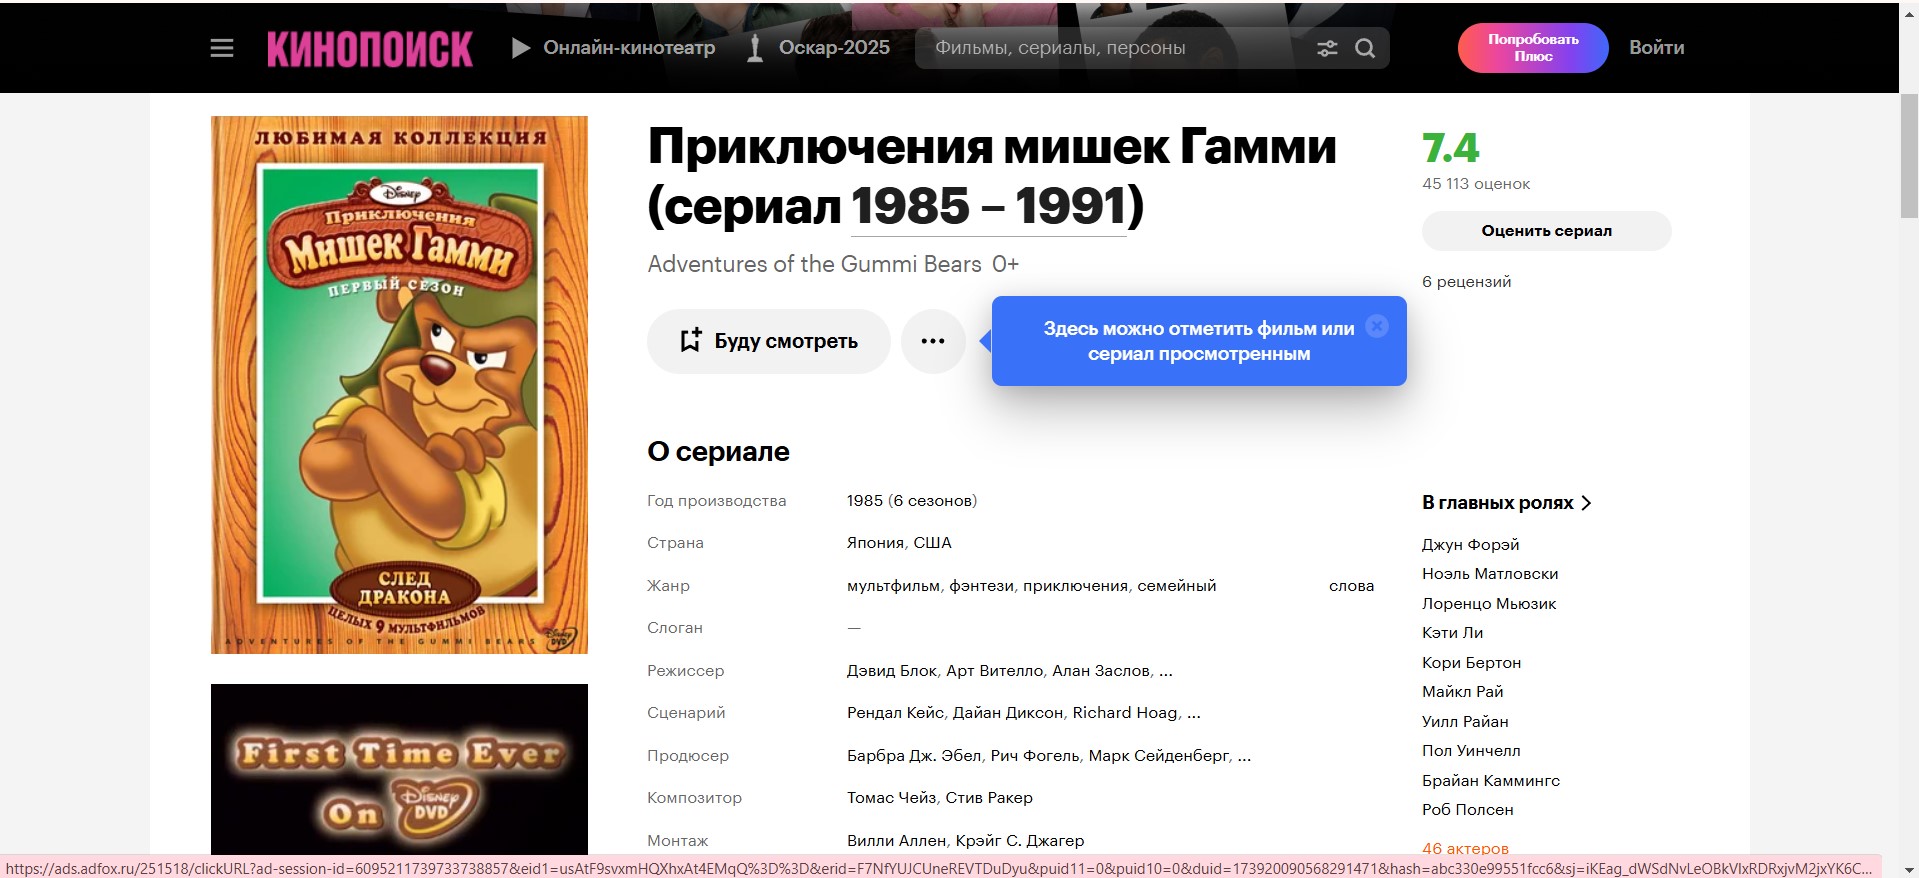 КИНОПОИСК
Онлайн-кинотеатр
Оскар-2025
Фильмы, сериалы, персоны
Попробовать
Плюс
Войти
ЛЮБИМАЯ КОЛЛЕКЦИЯ
Disney
Приключения
Мишек Гамми
ПЕРВЫЙ СЕЗОН
СЛЕД
ДРАКОНА
ЦЕЛЫХ 9 МУЛЬТФИЛЬМОВ
ADVENTURES OF THE GUMMI BEARS
Disney
DVD
First Time Ever
On Disney
DVD
Приключения мишек Гамми
(сериал 1985 – 1991)
Adventures of the Gummi Bears 0+
Буду смотреть
Здесь можно отметить фильм или
сериал просмотренным
7.4
45 113 оценок
Оценить сериал
6 рецензий
О сериале
Год производства 1985 (6 сезонов)
Страна Япония, США
Жанр мультфильм, фэнтези, приключения, семейный слова
Слоган —
Режиссер Дэвид Блок, Арт Вителло, Алан Заслов, ...
Сценарий Рендал Кейс, Дайан Диксон, Richard Hoag, ...
Продюсер Барбра Дж. Эбел, Рич Фогель, Марк Сейденберг, ...
Композитор Томас Чейз, Стив Ракер
Монтаж Вилли Аллен, Крэйг С. Джагер
В главных ролях
Джун Форэй
Ноэль Матловски
Лоренцо Мьюзик
Кэти Ли
Кори Бертон
Майкл Рай
Уилл Райан
Пол Уинчелл
Брайан Каммингс
Роб Полсен
46 актеров
https://ads.adfox.ru/251518/clickURL?ad-session-id=6095211739733738857&eid1=usAtF9svxmHQXhxAt4EMqQ%3D%3D&erid=F7NfYUJCUneREVTDuDyu&puid11=0&puid10=0&duid=173920090568291471&hash=abc330e99551fcc6&sj=iKEag_dWSdNvLeOBkVlxRDRxjvM2jxYK6C...